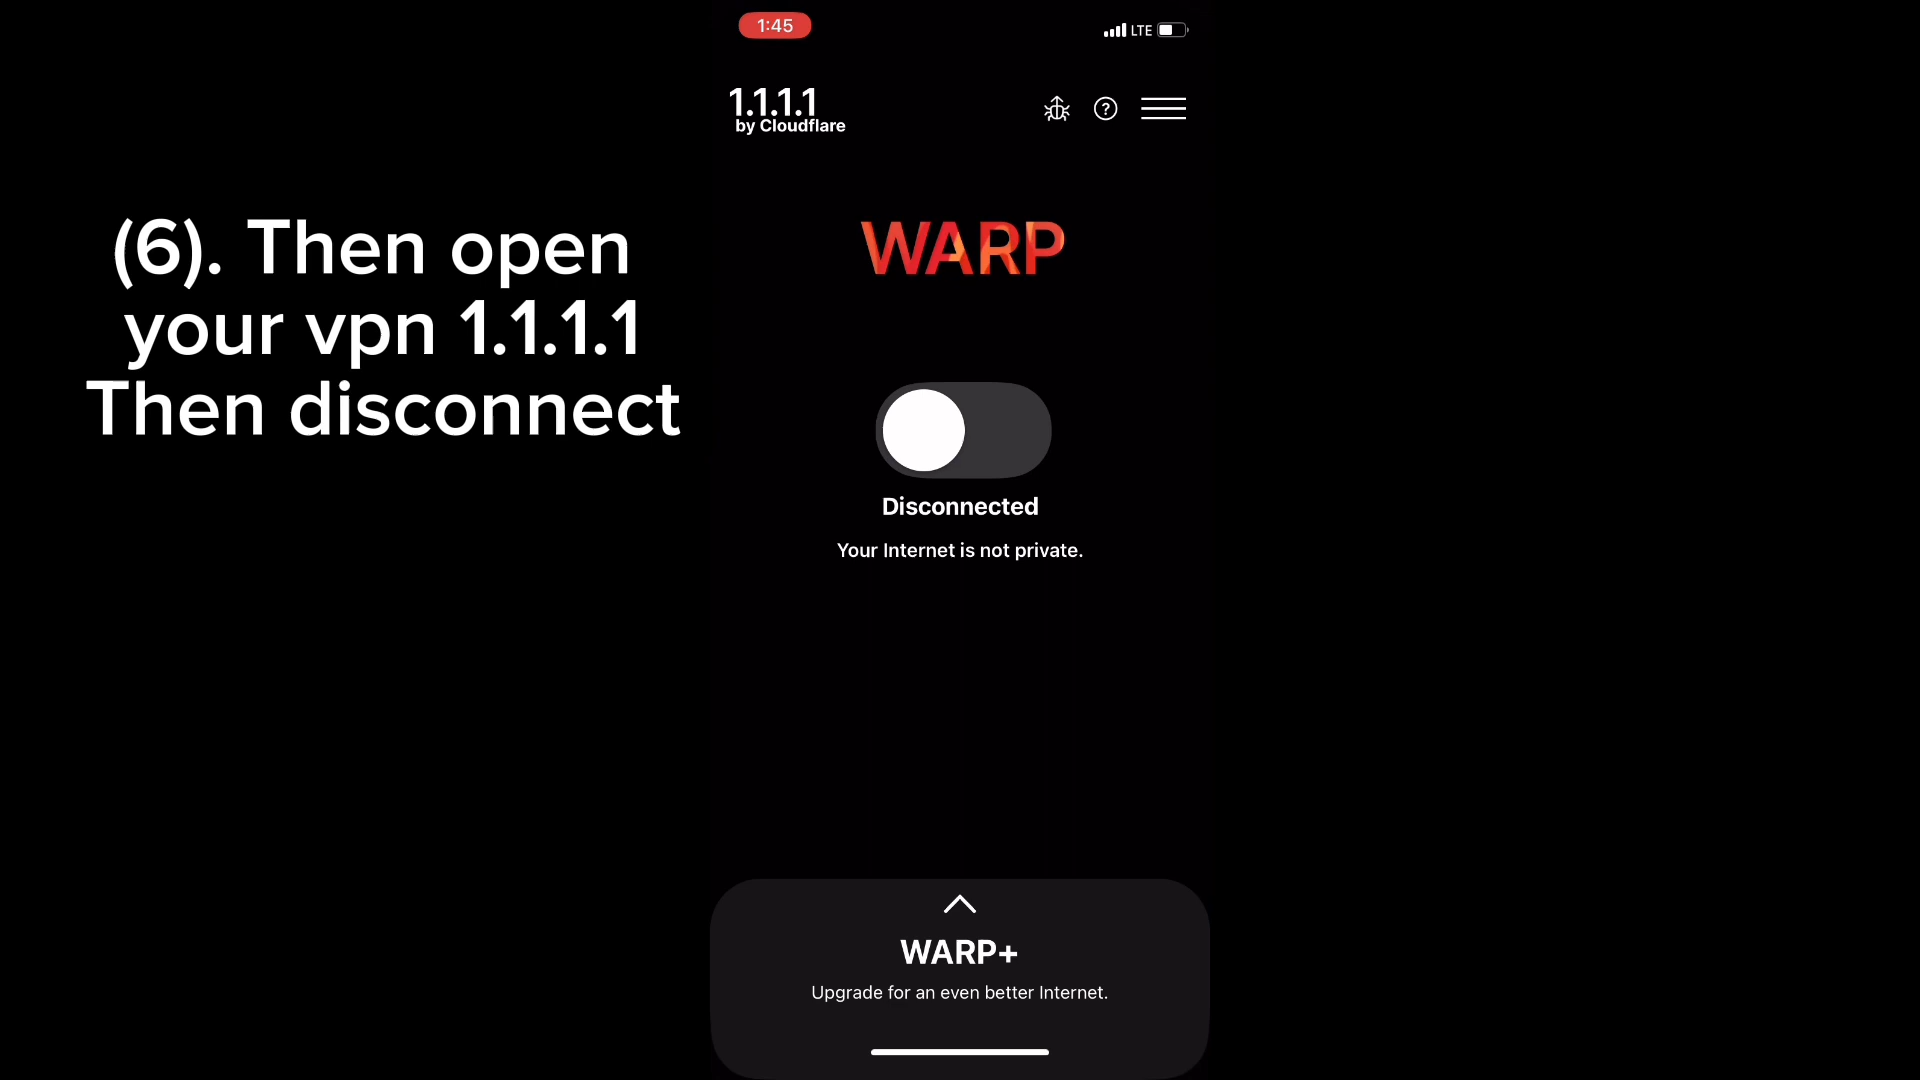 (6). Then open
your vpn 1.1.1.1
Then disconnect
1:45
LTE
1.1.1.1
by Cloudflare
?
WARP
Disconnected
Your Internet is not private.
WARP+
Upgrade for an even better Internet.